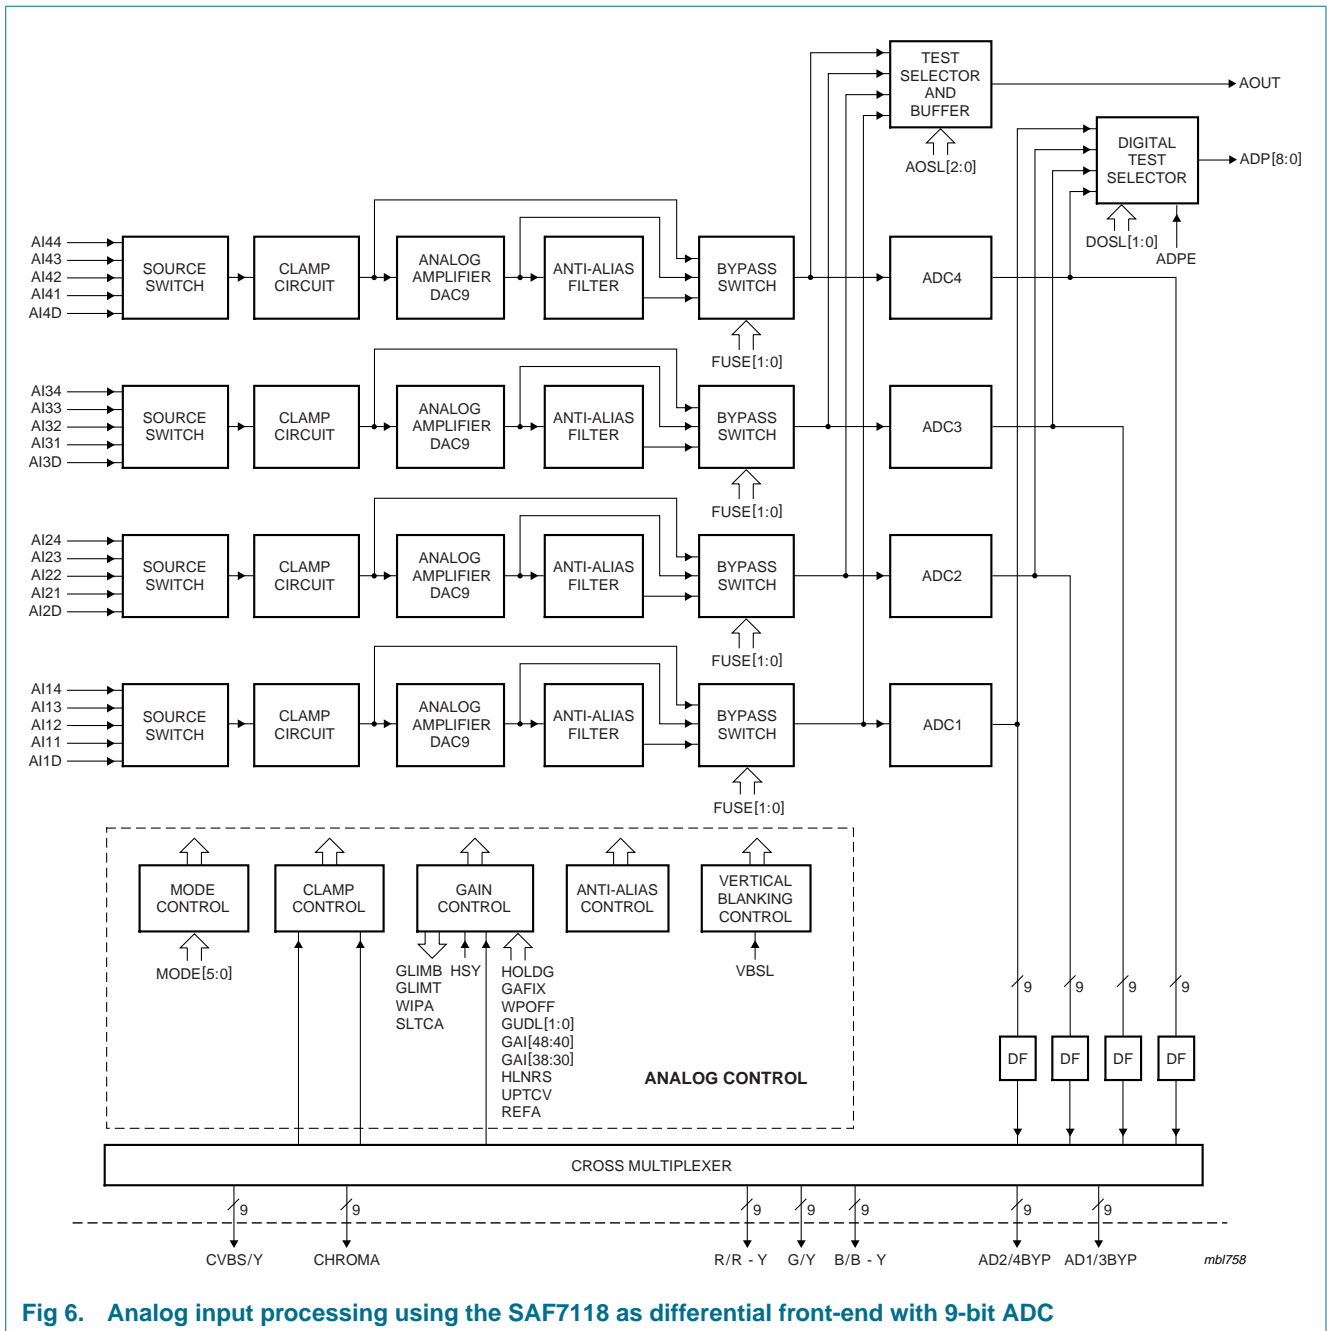 TEST
SELECTOR
AND
BUFFER
AOUT
AOSL[2:0]
DIGITAL
TEST
SELECTOR
ADP[8:0]
DOSL[1:0]
ADPE
AI44
AI43
AI42
AI41
AI4D
SOURCE
SWITCH
CLAMP
CIRCUIT
ANALOG
AMPLIFIER
DAC9
ANTI-ALIAS
FILTER
BYPASS
SWITCH
ADC4
FUSE[1:0]
AI34
AI33
AI32
AI31
AI3D
SOURCE
SWITCH
CLAMP
CIRCUIT
ANALOG
AMPLIFIER
DAC9
ANTI-ALIAS
FILTER
BYPASS
SWITCH
ADC3
FUSE[1:0]
AI24
AI23
AI22
AI21
AI2D
SOURCE
SWITCH
CLAMP
CIRCUIT
ANALOG
AMPLIFIER
DAC9
ANTI-ALIAS
FILTER
BYPASS
SWITCH
ADC2
FUSE[1:0]
AI14
AI13
AI12
AI11
AI1D
SOURCE
SWITCH
CLAMP
CIRCUIT
ANALOG
AMPLIFIER
DAC9
ANTI-ALIAS
FILTER
BYPASS
SWITCH
ADC1
FUSE[1:0]
MODE
CONTROL
MODE[5:0]
CLAMP
CONTROL
GAIN
CONTROL
GLIMB
GLIMT
WIPA
SLTCA
HSY
HOLDG
GAFIX
WPOFF
GUDL[1:0]
GAI[48:40]
GAI[38:30]
HLNRS
UPTCV
REFA
ANTI-ALIAS
CONTROL
VERTICAL
BLANKING
CONTROL
VBSL
ANALOG CONTROL
9
9
9
9
DF
DF
DF
DF
CROSS MULTIPLEXER
9
9
9
9
9
9
9
CVBS/Y
CHROMA
R/R - Y
G/Y
B/B - Y
AD2/4BYP
AD1/3BYP
mbl758
Fig 6. Analog input processing using the SAF7118 as differential front-end with 9-bit ADC